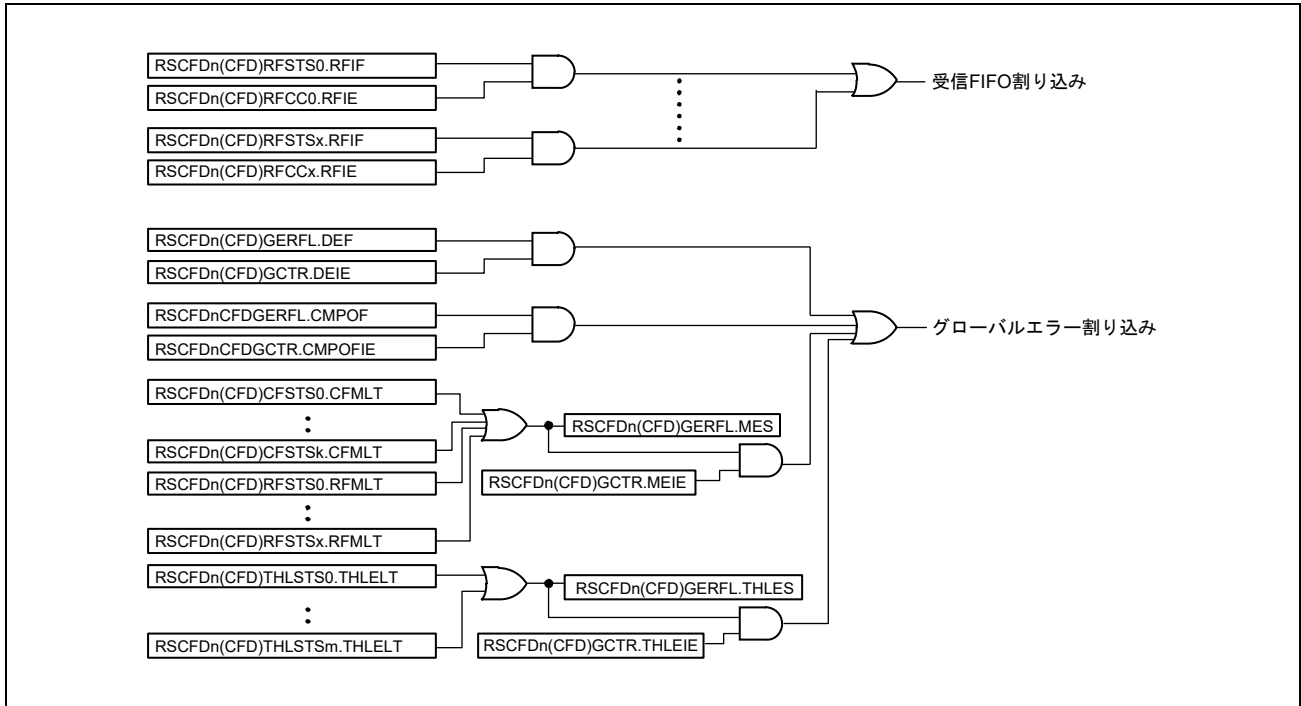 RSCFDn(CFD)RFSTS0.RFIF
RSCFDn(CFD)RFCC0.RFIE
受信FIFO割り込み
RSCFDn(CFD)RFSTSx.RFIF
RSCFDn(CFD)RFCCx.RFIE
RSCFDn(CFD)GERFL.DEF
RSCFDn(CFD)GCTR.DEIE
RSCFDnCFDGERFL.CMPOF
グローバルエラー割り込み
RSCFDnCFDGCTR.CMPOFIE
RSCFDn(CFD)CFSTS0.CFMLT
RSCFDn(CFD)GERFL.MES
RSCFDn(CFD)CFSTSk.CFMLT
RSCFDn(CFD)RFSTS0.RFMLT
RSCFDn(CFD)GCTR.MEIE
RSCFDn(CFD)RFSTSx.RFMLT
RSCFDn(CFD)THLSTS0.THLELT
RSCFDn(CFD)GERFL.THLES
RSCFDn(CFD)THLSTSm.THLELT
RSCFDn(CFD)GCTR.THLEIE